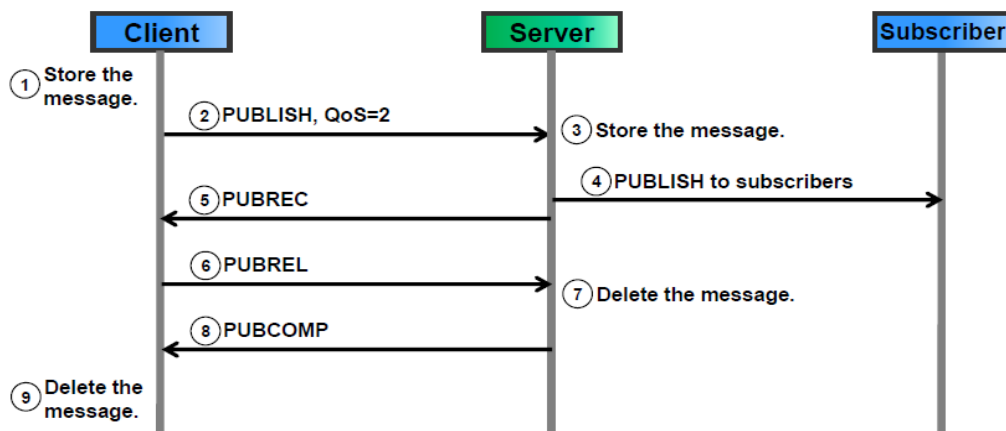 Client
Server
Subscriber
1 Store the
message.
2 PUBLISH, QoS=2
3 Store the message.
4 PUBLISH to subscribers
5 PUBREC
6 PUBREL
7 Delete the message.
8 PUBCOMP
9 Delete the
message.